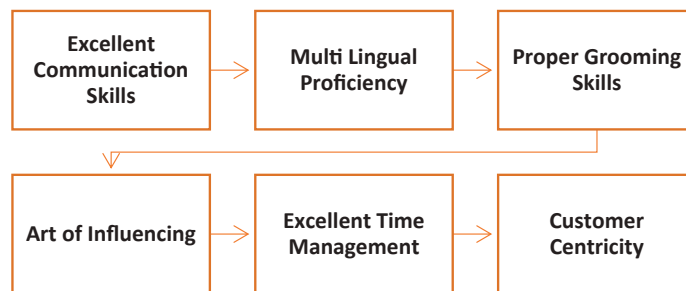 Excellent
Communication
Skills
Multi Lingual
Proficiency
Proper Grooming
Skills
Art of Influencing
Excellent Time
Management
Customer
Centricity